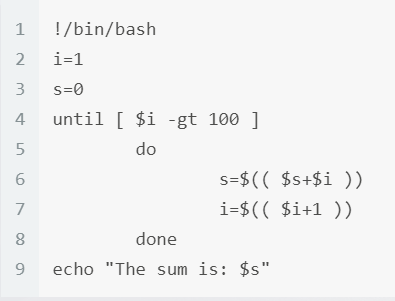 1 !/bin/bash
2 i=1
3 s=0
4 until [ $i -gt 100 ]
5 do
6 s=$(( $s+$i ))
7 i=$(( $i+1 ))
8 done
9 echo "The sum is: $s"